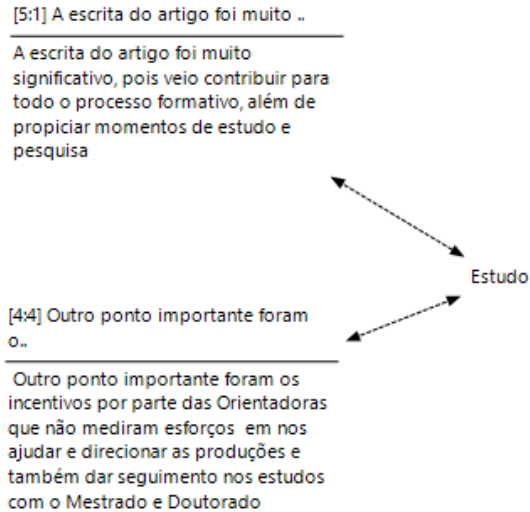 [5:1] A escrita do artigo foi muito ..
A escrita do artigo foi muito
significativo, pois veio contribuir para
todo o processo formativo, além de
propiciar momentos de estudo e
pesquisa
Estudo
[4:4] Outro ponto importante foram
o..
Outro ponto importante foram os
incentivos por parte das Orientadoras
que não mediram esforços em nos
ajudar e direcionar as produções e
também dar seguimento nos estudos
com o Mestrado e Doutorado